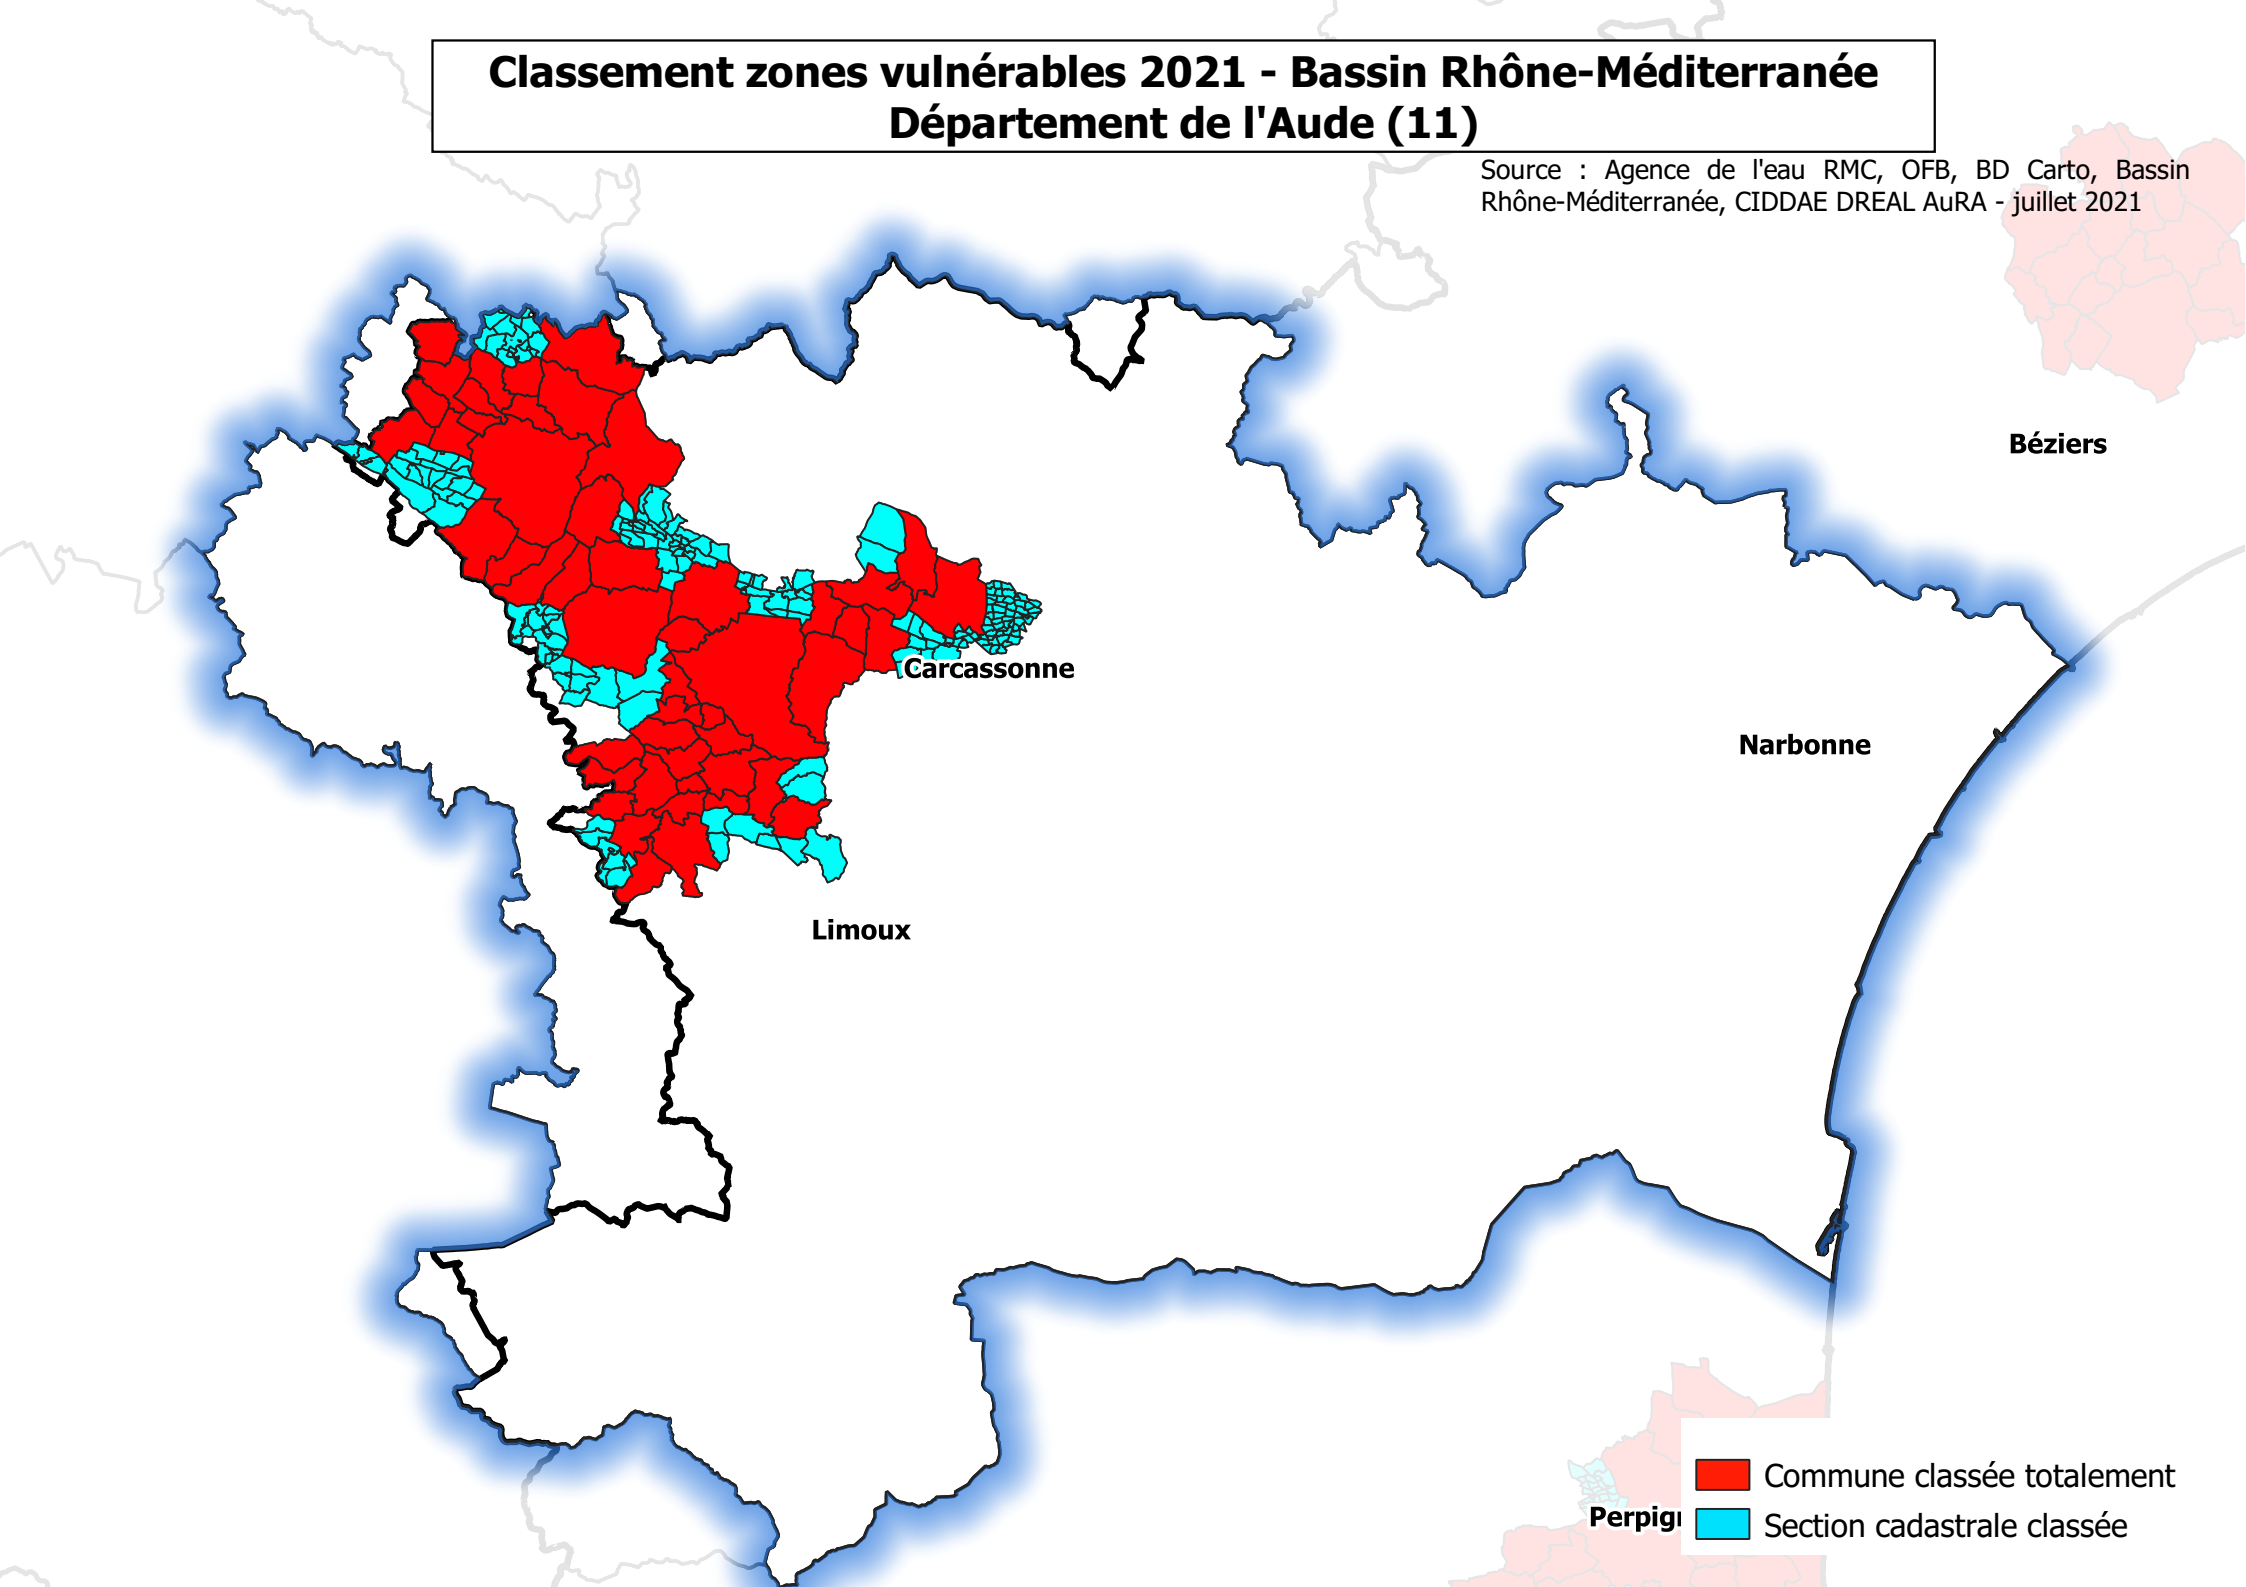 Classement zones vulnérables 2021 - Bassin Rhône-Méditerranée
Département de l'Aude (11)
Source : Agence de l'eau RMC, OFB, BD Carto, Bassin
Rhône-Méditerranée, CIDDAE DREAL AuRA - juillet 2021
Béziers
Carcassonne
Narbonne
Limoux
Commune classée totalement
Section cadastrale classée